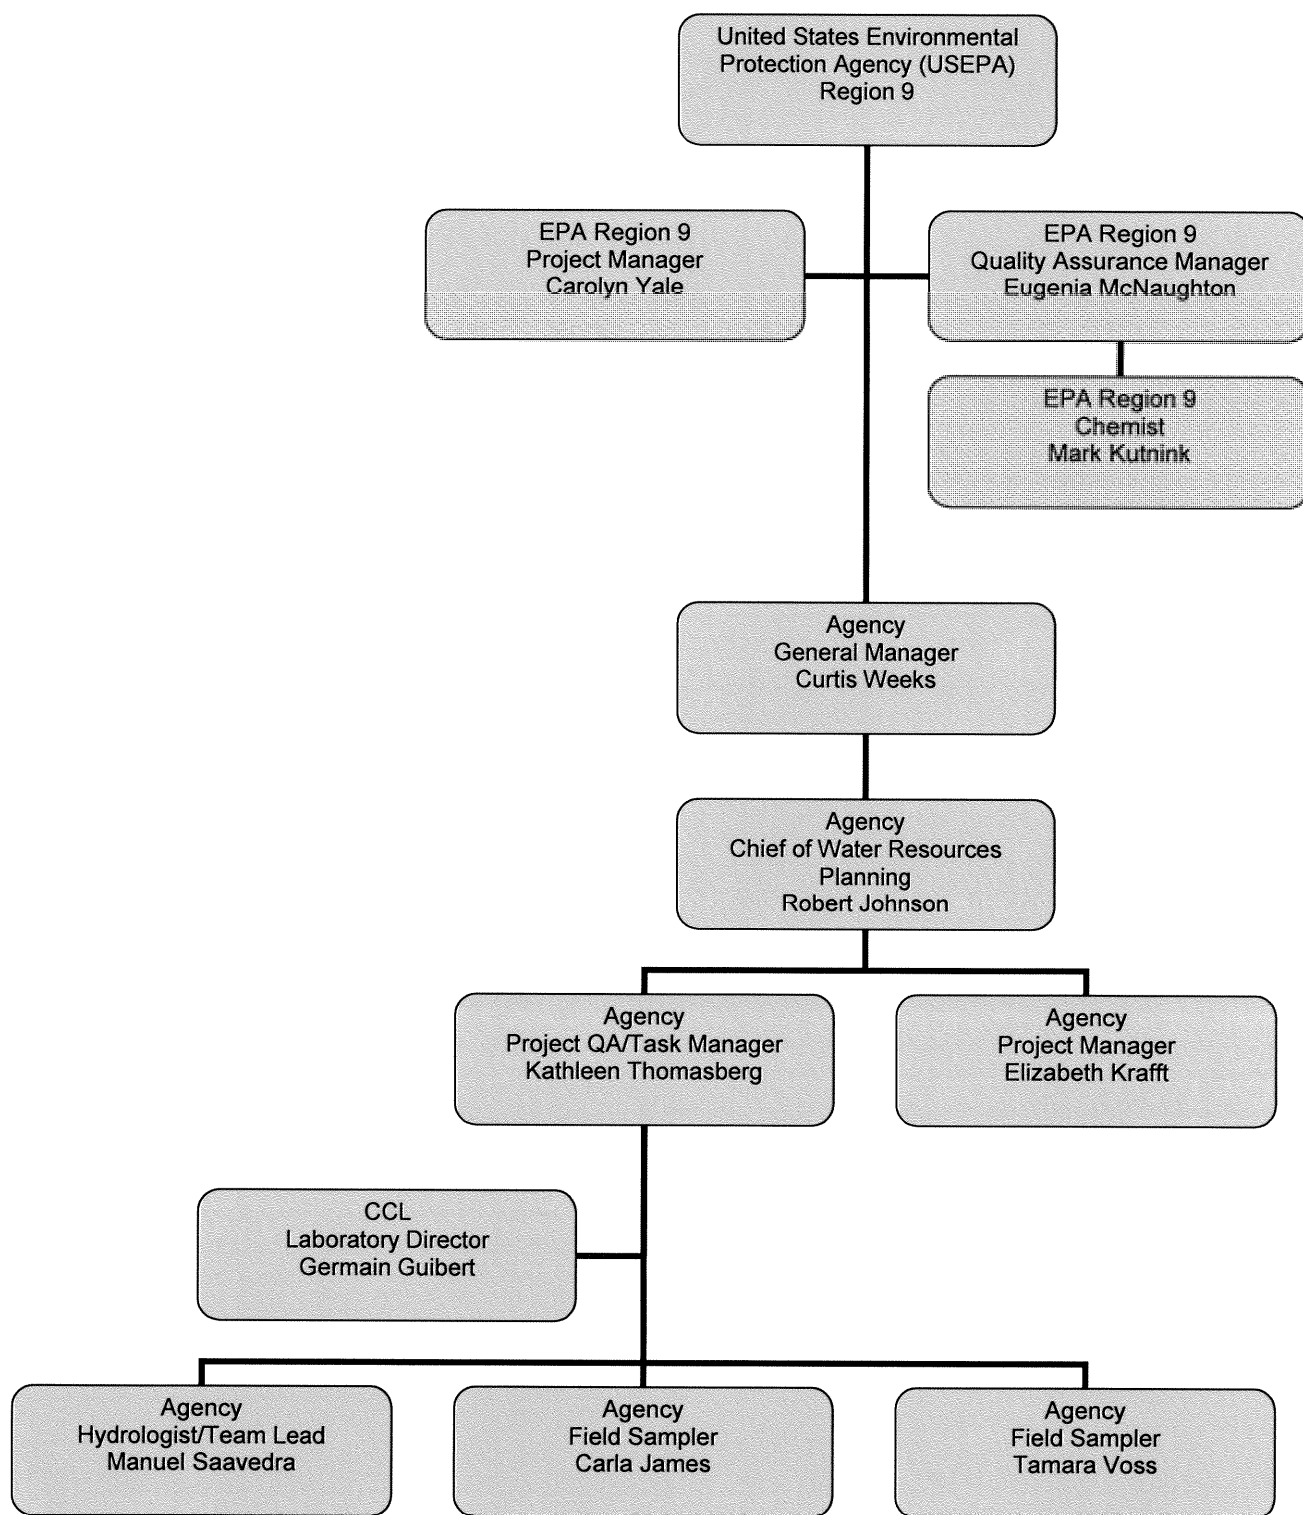 United States Environmental
Protection Agency (USEPA)
Region 9
EPA Region 9
Project Manager
Carolyn Yale
EPA Region 9
Quality Assurance Manager
Eugenia McNaughton
EPA Region 9
Chemist
Mark Kutnink
Agency
General Manager
Curtis Weeks
Agency
Chief of Water Resources
Planning
Robert Johnson
Agency
Project QA/Task Manager
Kathleen Thomasberg
Agency
Project Manager
Elizabeth Krafft
CCL
Laboratory Director
Germain Guibert
Agency
Hydrologist/Team Lead
Manuel Saavedra
Agency
Field Sampler
Carla James
Agency
Field Sampler
Tamara Voss